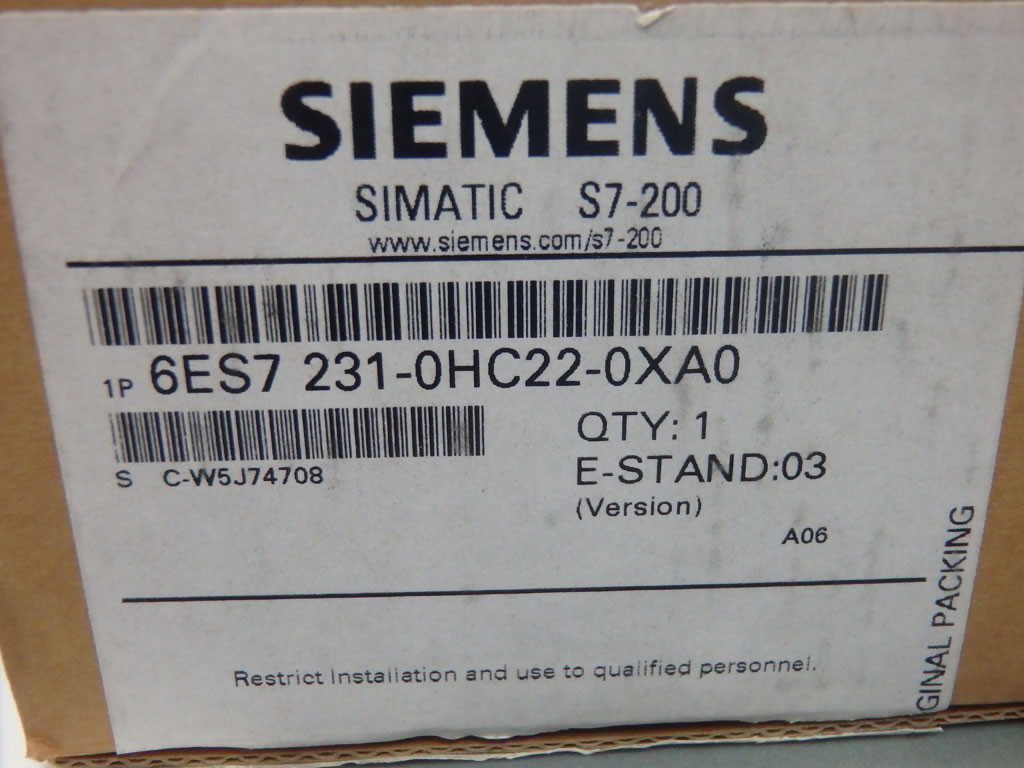 SIEMENS
SIMATIC S7-200
www.siemens.com/s7-200
1P 6ES7 231-0HC22-0XA0
S C-W5J74708
QTY: 1
E-STAND:03
(Version)
A06
Restrict Installation and use to qualified personnel.
GINAL PACKING